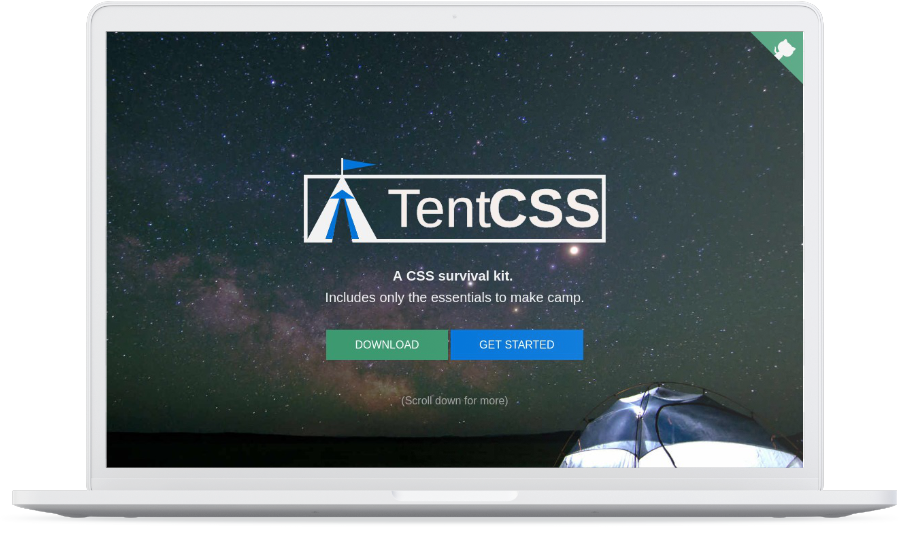 TentCSS
A CSS survival kit.
Includes only the essentials to make camp.
DOWNLOAD
GET STARTED
(Scroll down for more)